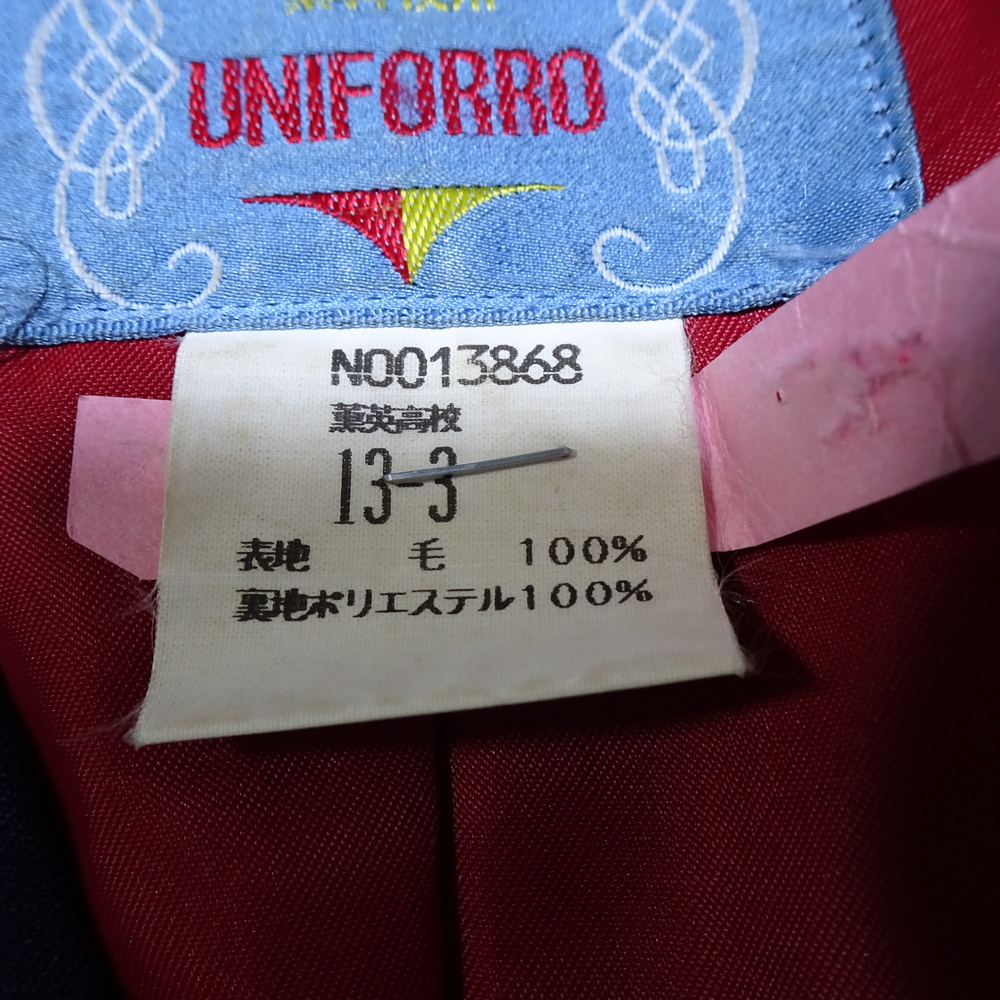 UNIFORRO
NO013868
薫英高校
13-3
表地 毛 100%
裏地ポリエステル100%